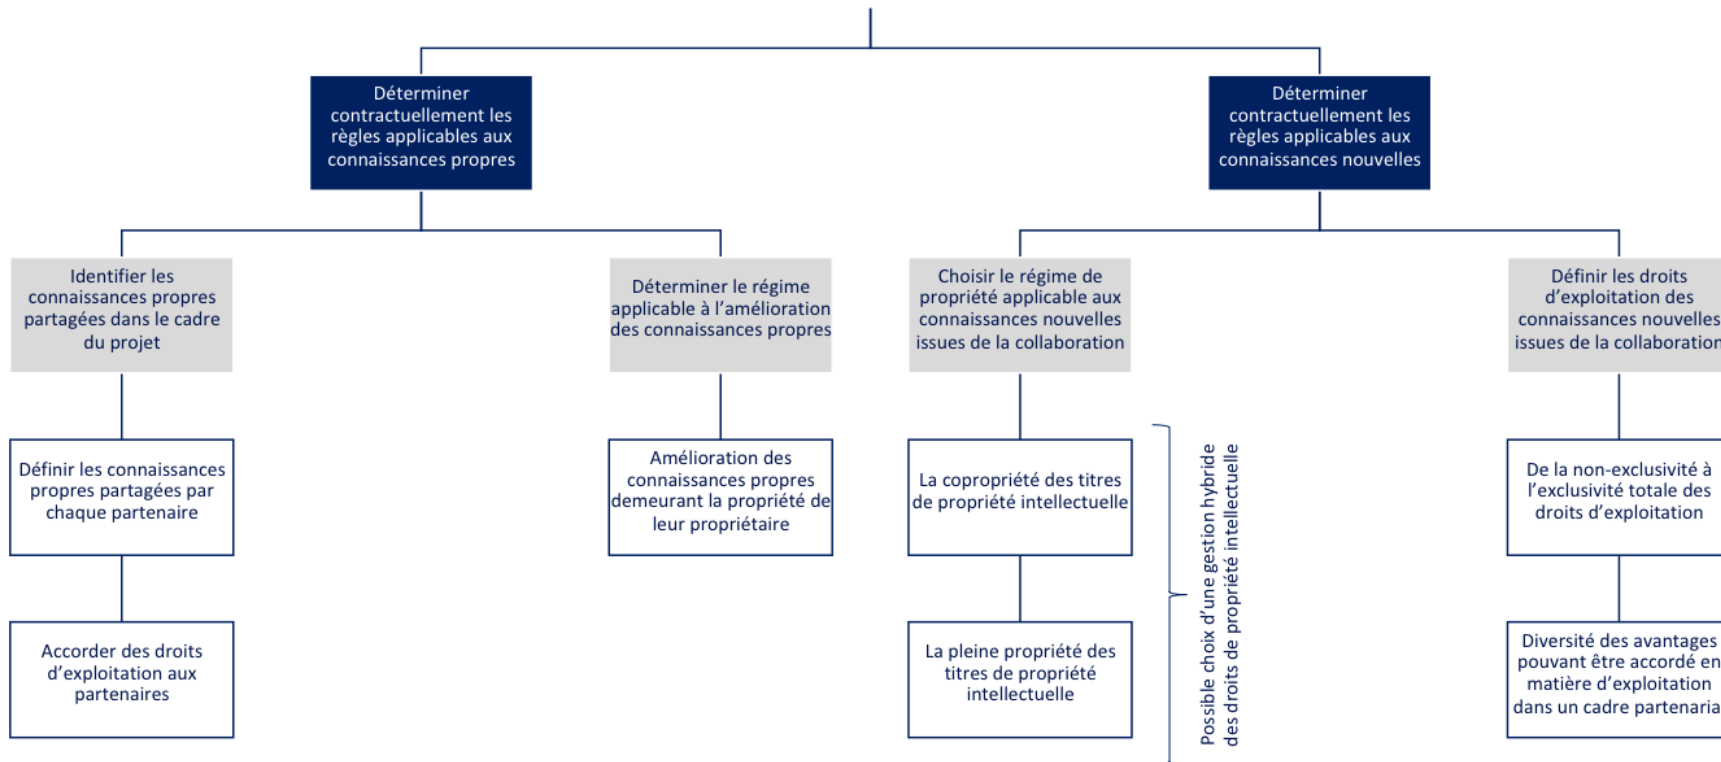 Déterminer
contractuellement les
règles applicables aux
connaissances propres
Déterminer
contractuellement les
règles applicables aux
connaissances nouvelles
Identifier les
connaissances propres
partagées dans le cadre
du projet
Déterminer le régime
applicable à l’amélioration
des connaissances propres
Choisir le régime de
propriété applicable aux
connaissances nouvelles
issues de la collaboration
Définir les droits
d’exploitation des
connaissances nouvelles
issues de la collaboration
Définir les connaissances
propres partagées par
chaque partenaire
Amélioration des
connaissances propres
demeurant la propriété de
leur propriétaire
La copropriété des titres
de propriété intellectuelle
Possible choix d’une gestion hybride
des droits de propriété intellectuelle
De la non-exclusivité à
l’exclusivité totale des
droits d’exploitation
Accorder des droits
d’exploitation aux
partenaires
La pleine propriété des
titres de propriété
intellectuelle
Diversité des avantages
pouvant être accordé en
matière d’exploitation
dans un cadre partenaria